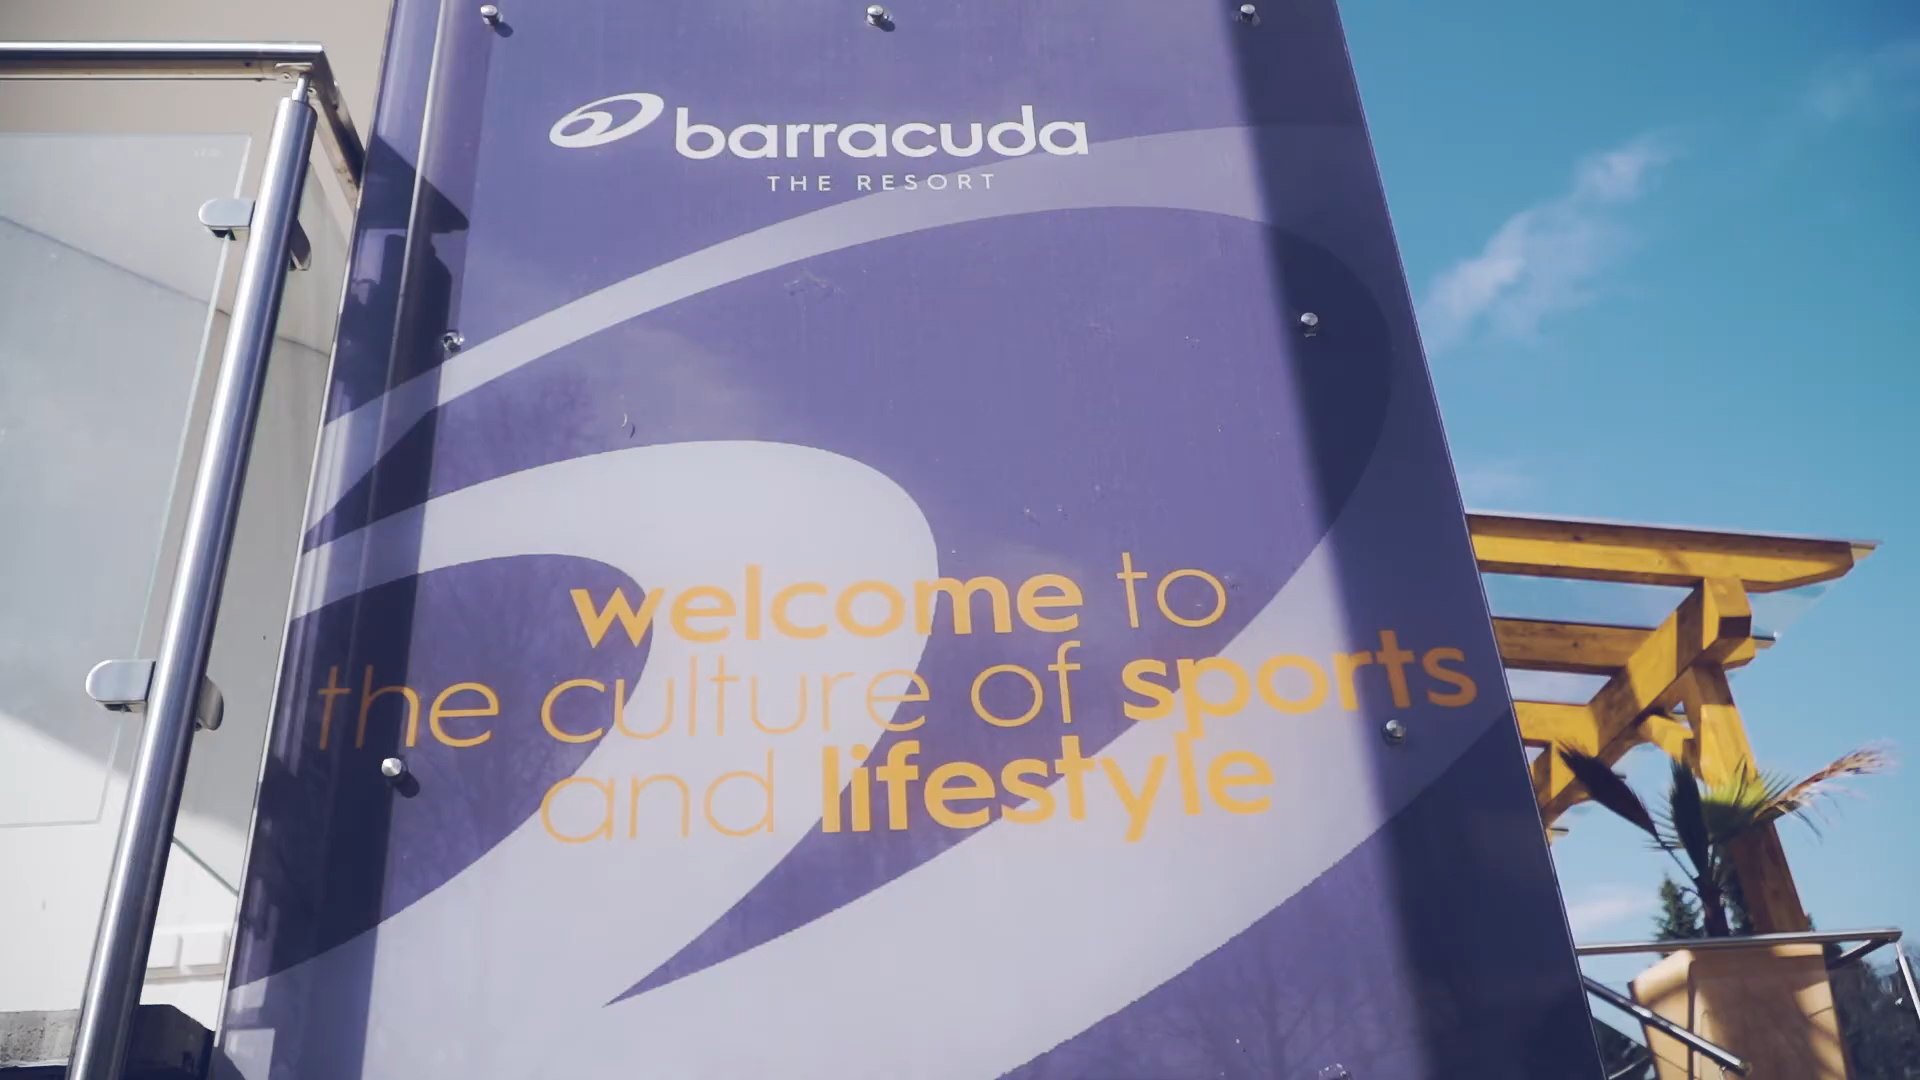 barracuda
THE RESORT
welcome to
the culture of sports
and lifestyle